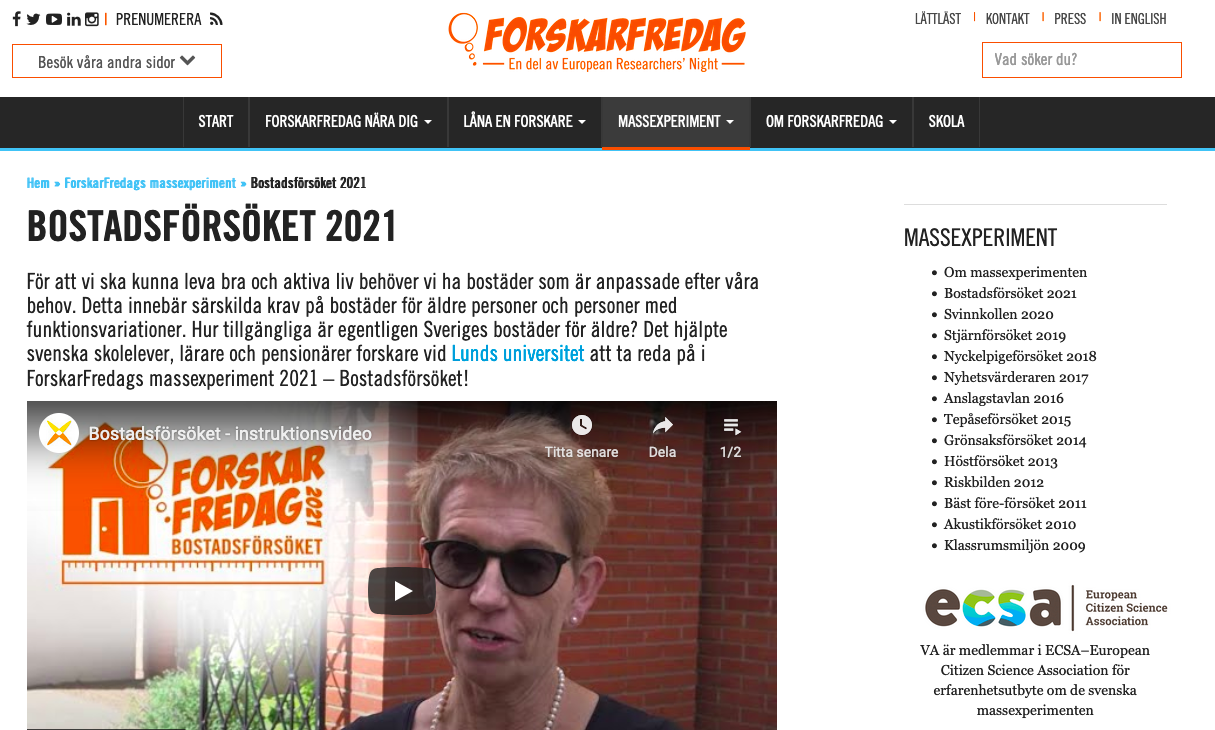 PRENUMERERA
LÄTTLÄST
KONTAKT
PRESS
IN ENGLISH
Besök våra andra sidor
FORSKARFREDAG
En del av European Researchers' Night
Vad söker du?
START
FORSKARFREDAG NÄRA DIG
LÅNA EN FORSKARE
MASSEXPERIMENT
OM FORSKARFREDAG
SKOLA
Hem » ForskarFredags massexperiment » Bostadsförsöket 2021
BOSTADSFÖRSÖKET 2021
För att vi ska kunna leva bra och aktiva liv behöver vi ha bostäder som är anpassade efter våra
behov. Detta innebär särskilda krav på bostäder för äldre personer och personer med
funktionsvariationer. Hur tillgängliga är egentligen Sveriges bostäder för äldre? Det hjälpte
svenska skolelever, lärare och pensionärer forskare vid Lunds universitet att ta reda på i
ForskarFredags massexperiment 2021 – Bostadsförsöket!
Bostadsförsöket - instruktionsvideo
Titta senare
Dela
1/2
FORSKAR
FREDAG
2021
BOSTADSFÖRSÖKET
MASSEXPERIMENT
• Om massexperimenten
• Bostadsförsöket 2021
• Svinnkollen 2020
• Stjärnförsöket 2019
• Nyckelpigeförsöket 2018
• Nyhetsvärderaren 2017
• Anslagstavlan 2016
• Tepåseförsöket 2015
• Grönsaksförsöket 2014
• Höstförsöket 2013
• Riskbilden 2012
• Bäst före-försöket 2011
• Akustikförsöket 2010
• Klassrumsmiljön 2009
ecsa
European
Citizen Science
Association
VA är medlemmar i ECSA–European
Citizen Science Association för
erfarenhetsutbyte om de svenska
massexperimenten